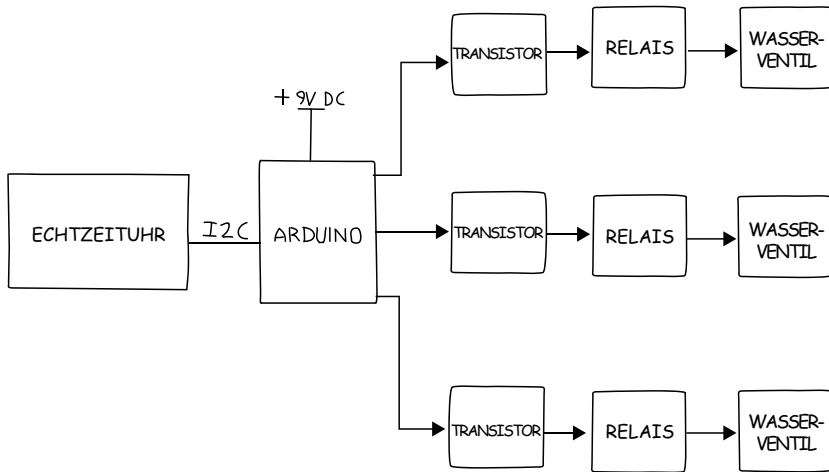 TRANSISTOR
RELAIS
WASSER-
VENTIL
+9V DC
ECHTZEITUHR
I2C
ARDUINO
TRANSISTOR
RELAIS
WASSER-
VENTIL
TRANSISTOR
RELAIS
WASSER-
VENTIL